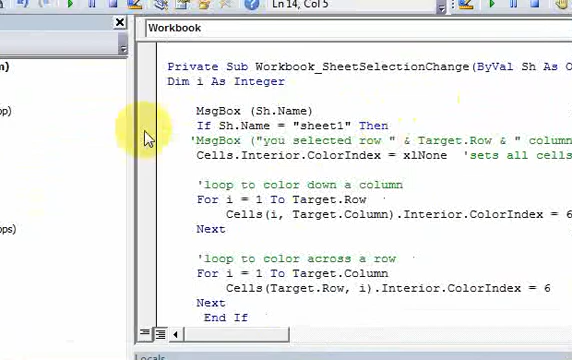 Ln 14, Col 5
Workbook
m)
op)
ops)
Private Sub Workbook_SheetSelectionChange(ByVal Sh As O
Dim i As Integer
MsgBox (Sh.Name)
If Sh.Name = "sheet1" Then
'MsgBox ("you selected row " & Target.Row & " column
Cells.Interior.ColorIndex = xlNone 'sets all cells
'loop to color down a column
For i = 1 To Target.Row
Cells(i, Target.Column).Interior.ColorIndex = 6
Next
'loop to color across a row
For i = 1 To Target.Column
Cells(Target.Row, i).Interior.ColorIndex = 6
Next
End If
Locals